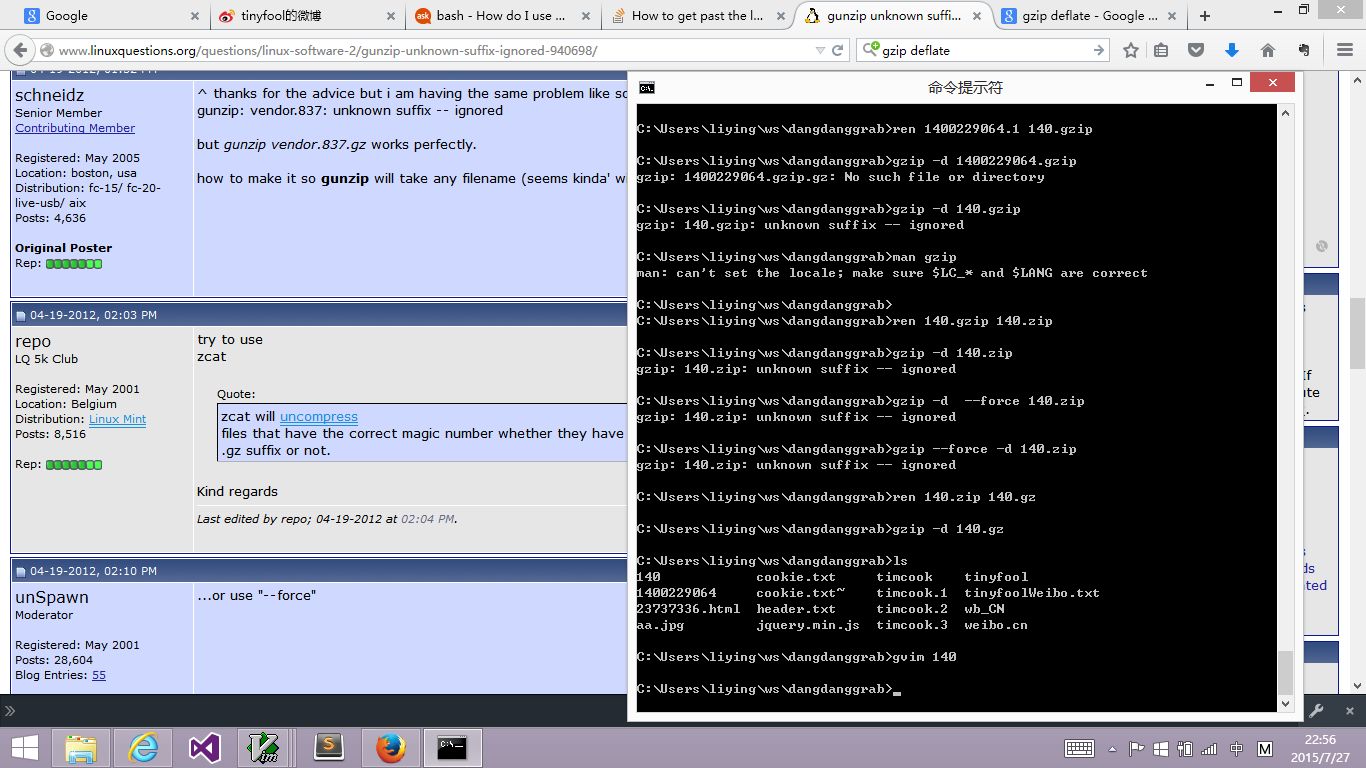 Google
tinyfool的微博
bash - How do I use ...
How to get past the l...
gunzip unknown suffi...
gzip deflate - Google ...
www.linuxquestions.org/questions/linux-software-2/gunzip-unknown-suffix-ignored-940698/
gzip deflate
schneidz
Senior Member
Contributing Member
Registered: May 2005
Location: boston, usa
Distribution: fc-15/ fc-20-
live-usb/ aix
Posts: 4,636
Original Poster
Rep:
^ thanks for the advice but i am having the same problem like
gunzip: vendor.837: unknown suffix -- ignored
but gunzip vendor.837.gz works perfectly.
how to make it so gunzip will take any filename (seems kinda'
04-19-2012, 02:03 PM
repo
LQ 5k Club
Registered: May 2001
Location: Belgium
Distribution: Linux Mint
Posts: 8,516
Rep:
try to use
zcat
Quote:
zcat will uncompress
files that have the correct magic number whether they have
.gz suffix or not.
Kind regards
Last edited by repo; 04-19-2012 at 02:04 PM.
04-19-2012, 02:10 PM
unSpawn
Moderator
Registered: May 2001
Posts: 28,604
Blog Entries: 55
...or use "--force"
命令提示符
C:\Users\liying\ws\dangdanggrab>ren 1400229064.1 140.gzip
C:\Users\liying\ws\dangdanggrab>gzip -d 1400229064.gzip
gzip: 1400229064.gzip.gz: No such file or directory
C:\Users\liying\ws\dangdanggrab>gzip -d 140.gzip
gzip: 140.gzip: unknown suffix -- ignored
C:\Users\liying\ws\dangdanggrab>man gzip
man: can't set the locale; make sure $LC_* and $LANG are correct
C:\Users\liying\ws\dangdanggrab>
C:\Users\liying\ws\dangdanggrab>ren 140.gzip 140.zip
C:\Users\liying\ws\dangdanggrab>gzip -d 140.zip
gzip: 140.zip: unknown suffix -- ignored
C:\Users\liying\ws\dangdanggrab>gzip -d  --force 140.zip
gzip: 140.zip: unknown suffix -- ignored
C:\Users\liying\ws\dangdanggrab>gzip --force -d 140.zip
gzip: 140.zip: unknown suffix -- ignored
C:\Users\liying\ws\dangdanggrab>ren 140.zip 140.gz
C:\Users\liying\ws\dangdanggrab>gzip -d 140.gz
C:\Users\liying\ws\dangdanggrab>ls
140 cookie.txt timcook tinyfool
1400229064 cookie.txt~ timcook.1 tinyfoolWeibo.txt
23737336.html header.txt timcook.2 wb_CN
aa.jpg jquery.min.js timcook.3 weibo.cn
C:\Users\liying\ws\dangdanggrab>gvim 140
C:\Users\liying\ws\dangdanggrab>_
中
M
22:56
2015/7/27